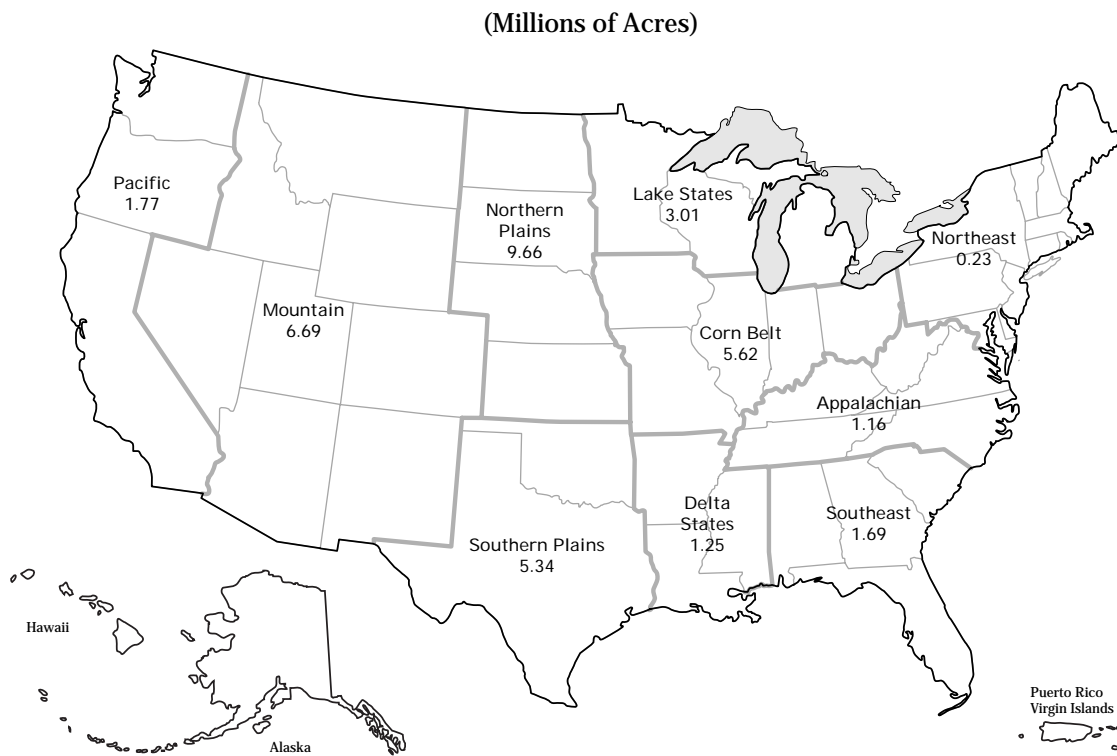 (Millions of Acres)
Pacific
1.77
Mountain
6.69
Northern
Plains
9.66
Lake States
3.01
Northeast
0.23
Corn Belt
5.62
Appalachian
1.16
Southern Plains
5.34
Delta
States
1.25
Southeast
1.69
Hawaii
Alaska
Puerto Rico
Virgin Islands